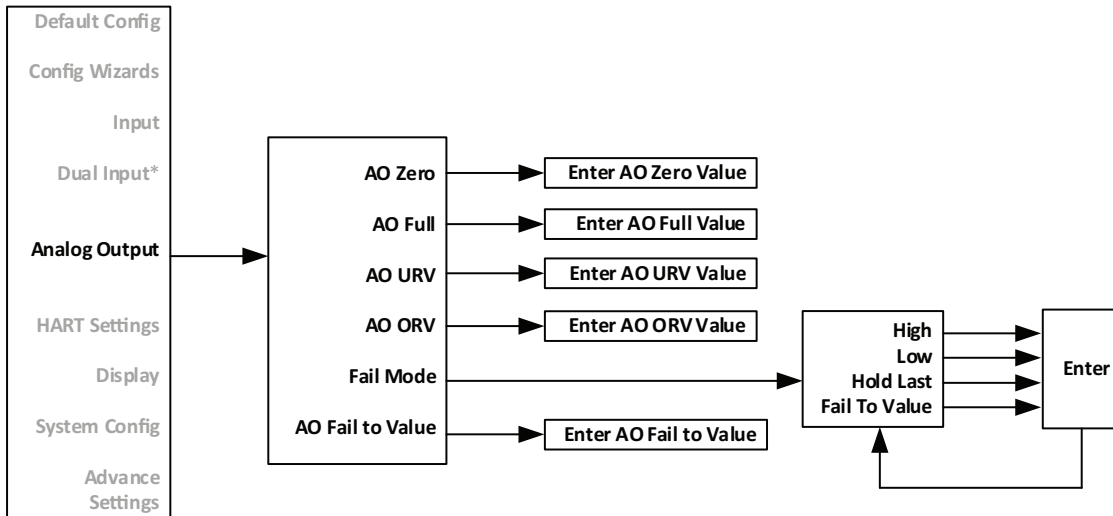 Default Config
Config Wizards
Input
Dual Input*
Analog Output
HART Settings
Display
System Config
Advance
Settings
AO Zero
AO Full
AO URV
AO ORV
Fail Mode
AO Fail to Value
Enter AO Zero Value
Enter AO Full Value
Enter AO URV Value
Enter AO ORV Value
Enter AO Fail to Value
High
Low
Hold Last
Fail To Value
Enter